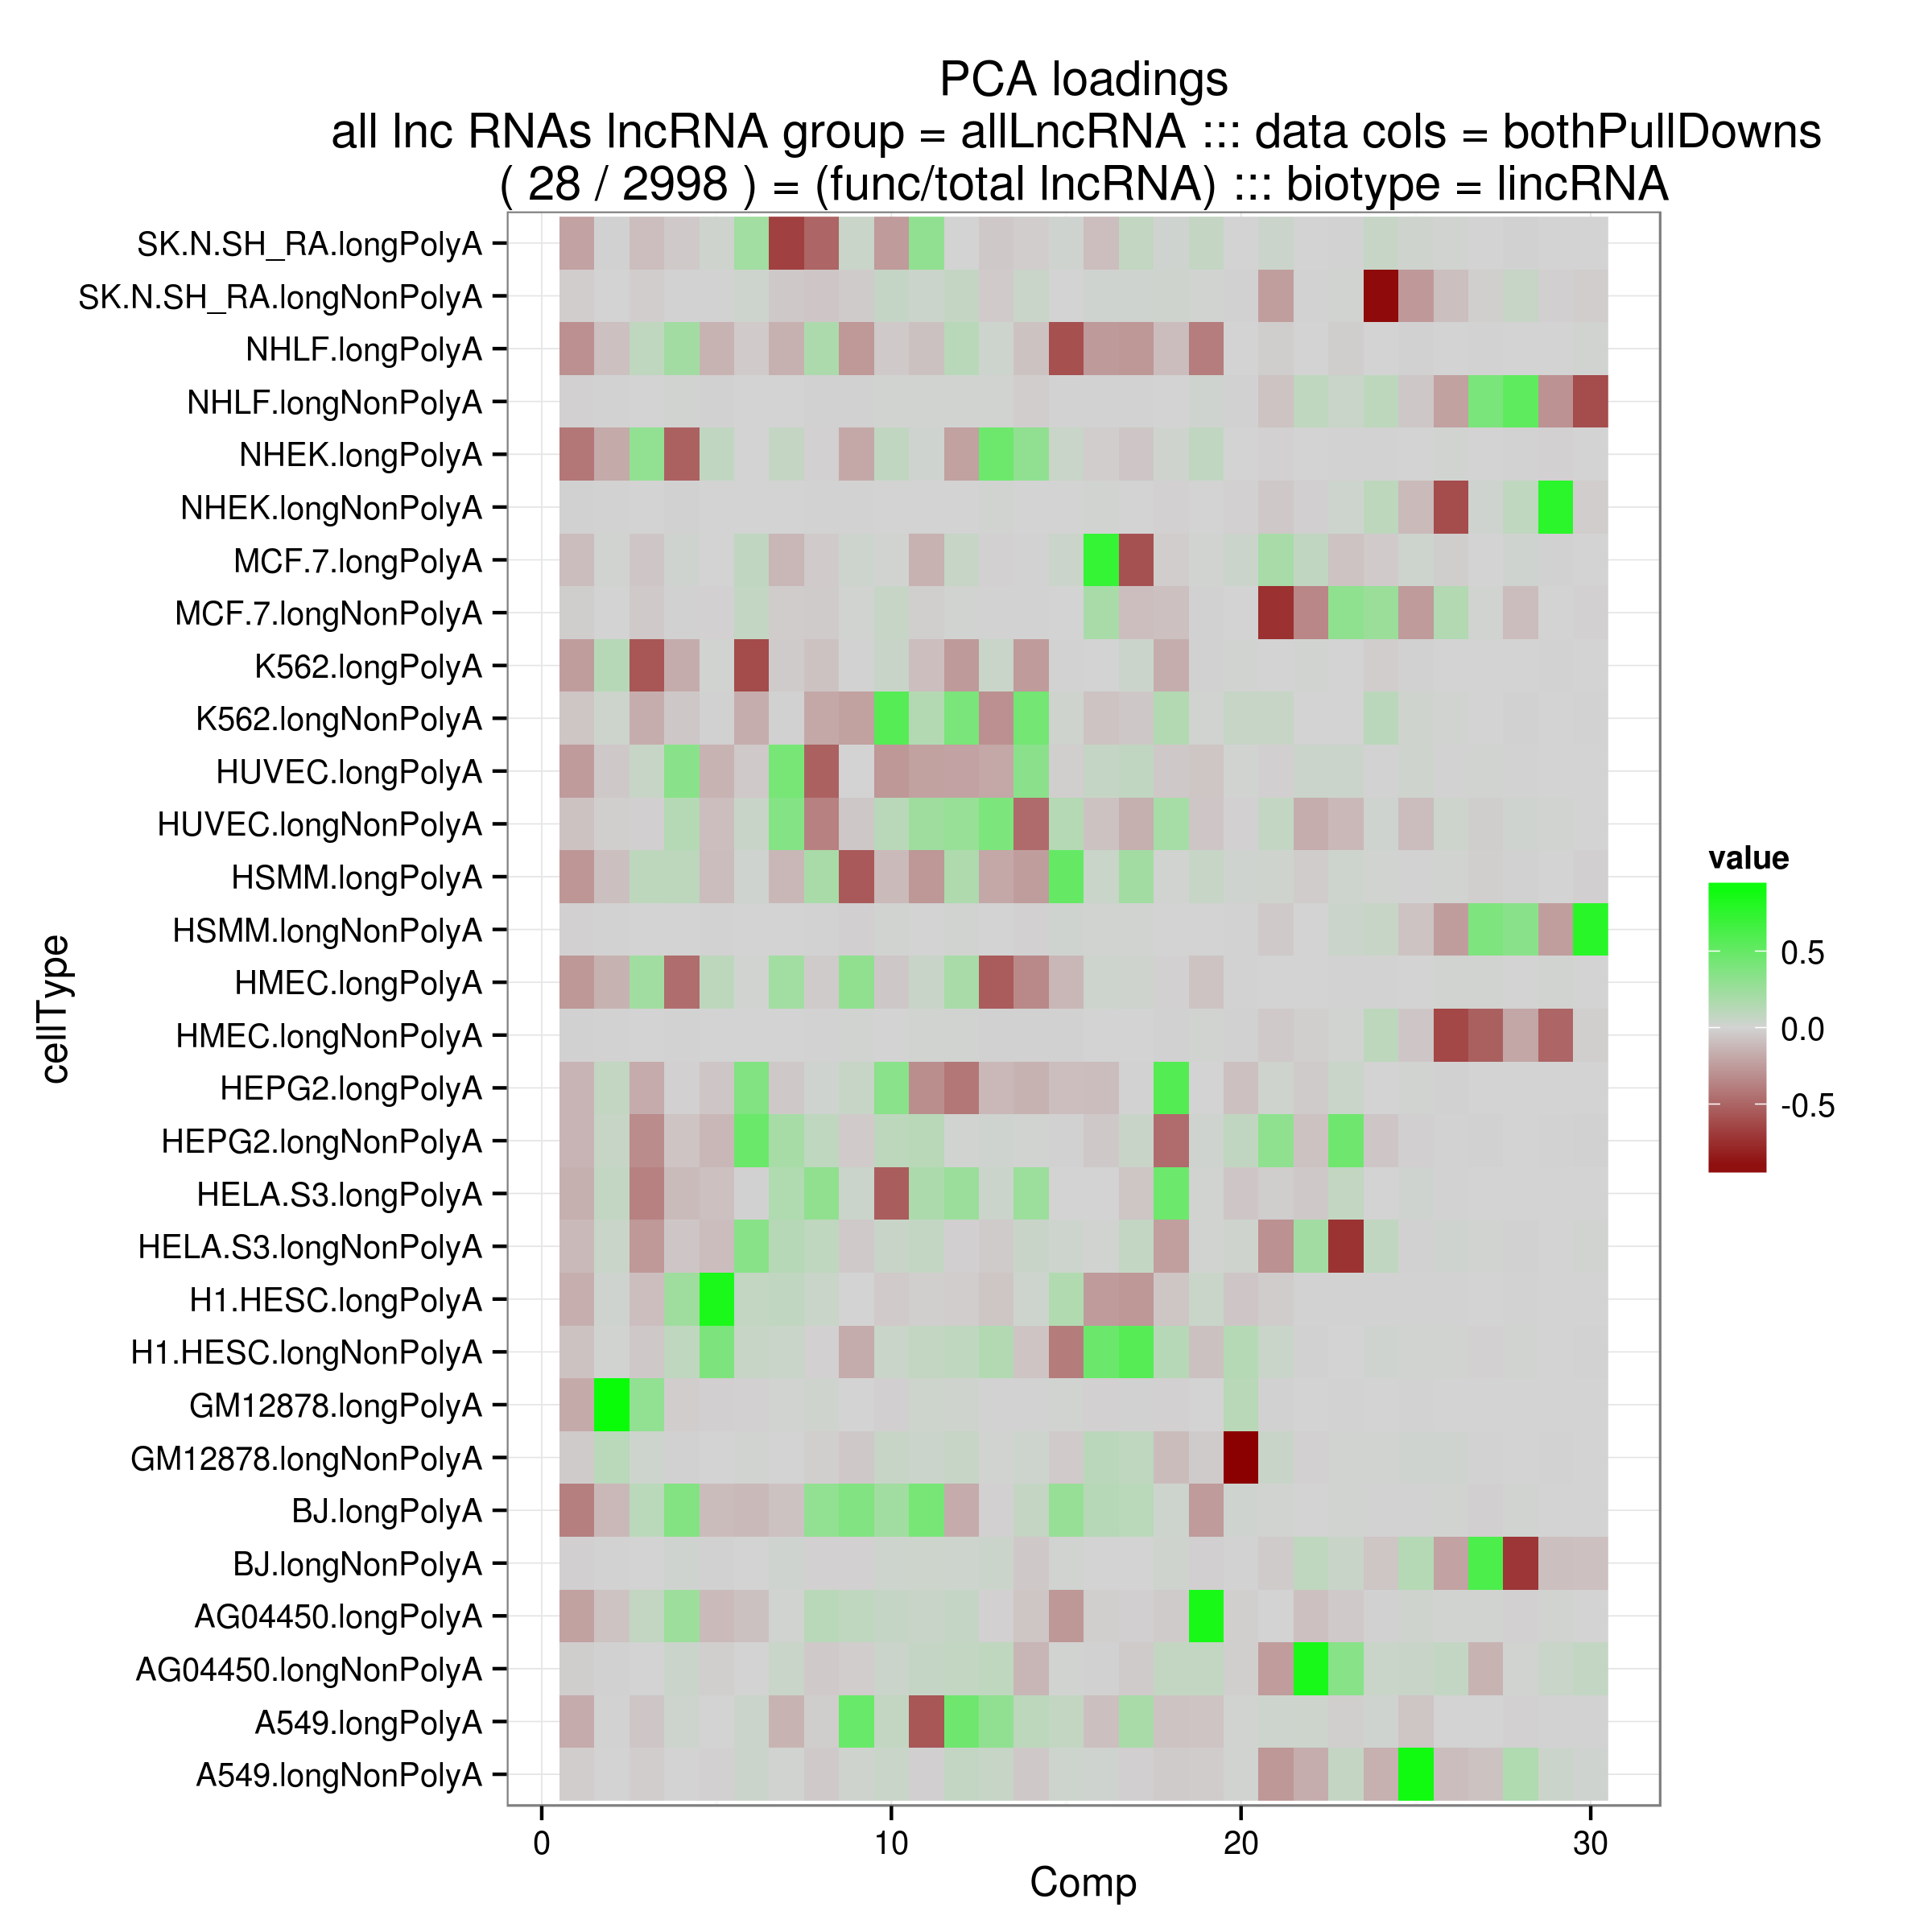 PCA loadings
all lnc RNAs lncRNA group = allLncRNA ::: data cols = bothPullDowns
( 28 / 2998 ) = (func/total lncRNA) ::: biotype = lincRNA
SK.N.SH_RA.longPolyA
SK.N.SH_RA.longNonPolyA
NHLF.longPolyA
NHLF.longNonPolyA
NHEK.longPolyA
NHEK.longNonPolyA
MCF.7.longPolyA
MCF.7.longNonPolyA
K562.longPolyA
K562.longNonPolyA
HUVEC.longPolyA
HUVEC.longNonPolyA
HSMM.longPolyA
HSMM.longNonPolyA
HMEC.longPolyA
HMEC.longNonPolyA
HEPG2.longPolyA
HEPG2.longNonPolyA
HELA.S3.longPolyA
HELA.S3.longNonPolyA
H1.HESC.longPolyA
H1.HESC.longNonPolyA
GM12878.longPolyA
GM12878.longNonPolyA
BJ.longPolyA
BJ.longNonPolyA
AG04450.longPolyA
AG04450.longNonPolyA
A549.longPolyA
A549.longNonPolyA
cellType
0 10 20 30
Comp
value
0.5
0.0
-0.5